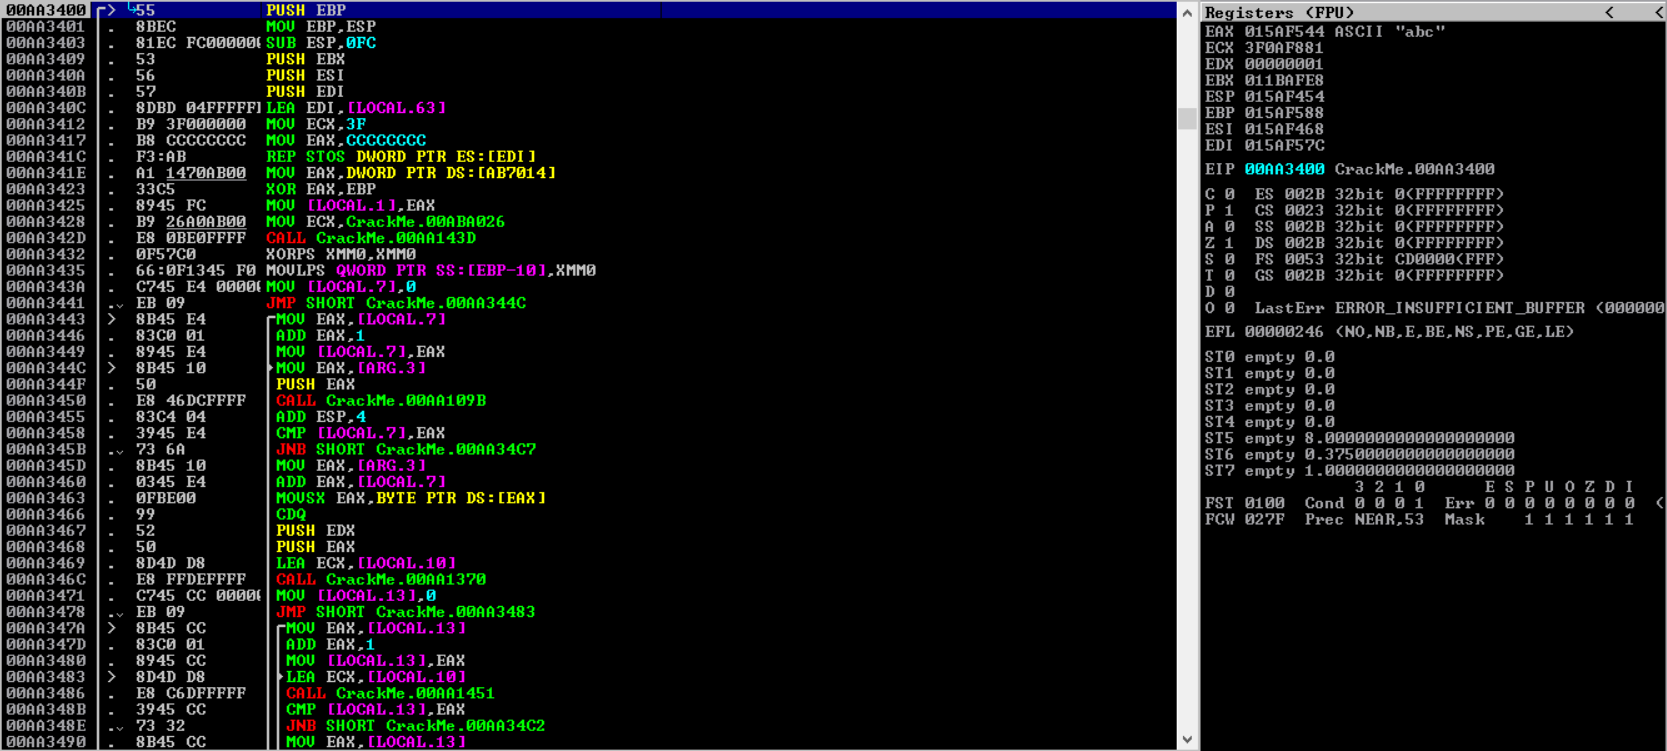 00AA3400 > 55 PUSH EBP
00AA3401 . 8BEC MOV EBP,ESP
00AA3403 . 81EC FC000000 SUB ESP,0FC
00AA3409 . 53 PUSH EBX
00AA340A . 56 PUSH ESI
00AA340B . 57 PUSH EDI
00AA340C . 8DBD 04FFFFFF LEA EDI,[LOCAL.63]
00AA3412 . B9 3F000000 MOV ECX,3F
00AA3417 . B8 CCCCCCCC MOV EAX,CCCCCCCC
00AA341C . F3:AB REP STOS DWORD PTR ES:[EDI]
00AA341E . A1 1470AB00 MOV EAX,DWORD PTR DS:[AB7014]
00AA3423 . 33C5 XOR EAX,EBP
00AA3425 . 8945 FC MOV [LOCAL.1],EAX
00AA3428 . B9 26A0AB00 MOV ECX,CrackMe.00ABA026
00AA342D . E8 0BE0FFFF CALL CrackMe.00AA143D
00AA3432 . 0F57C0 XORPS XMM0,XMM0
00AA3435 . 66:0F1345 F0 MOVLPS QWORD PTR SS:[EBP-10],XMM0
00AA343A . C745 E4 0000 MOV [LOCAL.7],0
00AA3441 . EB 09 JMP SHORT CrackMe.00AA344C
00AA3443 > 8B45 E4 MOV EAX,[LOCAL.7]
00AA3446 . 83C0 01 ADD EAX,1
00AA3449 . 8945 E4 MOV [LOCAL.7],EAX
00AA344C > 8B45 10 MOV EAX,[ARG.3]
00AA344F . 50 PUSH EAX
00AA3450 . E8 46DCFFFF CALL CrackMe.00AA109B
00AA3455 . 83C4 04 ADD ESP,4
00AA3458 . 3945 E4 CMP [LOCAL.7],EAX
00AA345B . 73 6A JNB SHORT CrackMe.00AA34C7
00AA345D . 8B45 10 MOV EAX,[ARG.3]
00AA3460 . 0345 E4 ADD EAX,[LOCAL.7]
00AA3463 . 0FBE00 MOVSX EAX,BYTE PTR DS:[EAX]
00AA3466 . 99 CDQ
00AA3467 . 52 PUSH EDX
00AA3468 . 50 PUSH EAX
00AA3469 . 8D4D D8 LEA ECX,[LOCAL.10]
00AA346C . E8 FFDEFFFF CALL CrackMe.00AA1370
00AA3471 . C745 CC 0000 MOV [LOCAL.13],0
00AA3478 . EB 09 JMP SHORT CrackMe.00AA3483
00AA347A > 8B45 CC MOV EAX,[LOCAL.13]
00AA347D . 83C0 01 ADD EAX,1
00AA3480 . 8945 CC MOV [LOCAL.13],EAX
00AA3483 > 8D4D D8 LEA ECX,[LOCAL.10]
00AA3486 . E8 C6DFFFFF CALL CrackMe.00AA1451
00AA348B . 3945 CC CMP [LOCAL.13],EAX
00AA348E . 73 32 JNB SHORT CrackMe.00AA34C2
00AA3490 . 8B45 CC MOV EAX,[LOCAL.13]
Registers (FPU) < <
EAX 015AF544 ASCII "abc"
ECX 3F0AF881
EDX 00000001
EBX 011BAFE8
ESP 015AF454
EBP 015AF588
ESI 015AF468
EDI 015AF57C
EIP 00AA3400 CrackMe.00AA3400
C 0 ES 002B 32bit 0(FFFFFFFF)
P 1 CS 0023 32bit 0(FFFFFFFF)
A 0 SS 002B 32bit 0(FFFFFFFF)
Z 1 DS 002B 32bit 0(FFFFFFFF)
S 0 FS 0053 32bit CD0000(FFF)
T 0 GS 002B 32bit 0(FFFFFFFF)
D 0
O 0 LastErr ERROR_INSUFFICIENT_BUFFER (000000
EFL 00000246 (NO,NB,E,BE,NS,PE,GE,LE)
ST0 empty 0.0
ST1 empty 0.0
ST2 empty 0.0
ST3 empty 0.0
ST4 empty 0.0
ST5 empty 8.0000000000000000000
ST6 empty 0.3750000000000000000
ST7 empty 1.0000000000000000000
3 2 1 0 E S P U O Z D I
FST 0100 Cond 0 0 0 1 Err 0 0 0 0 0 0 0 0 (
FCW 027F Prec NEAR,53 Mask 1 1 1 1 1 1